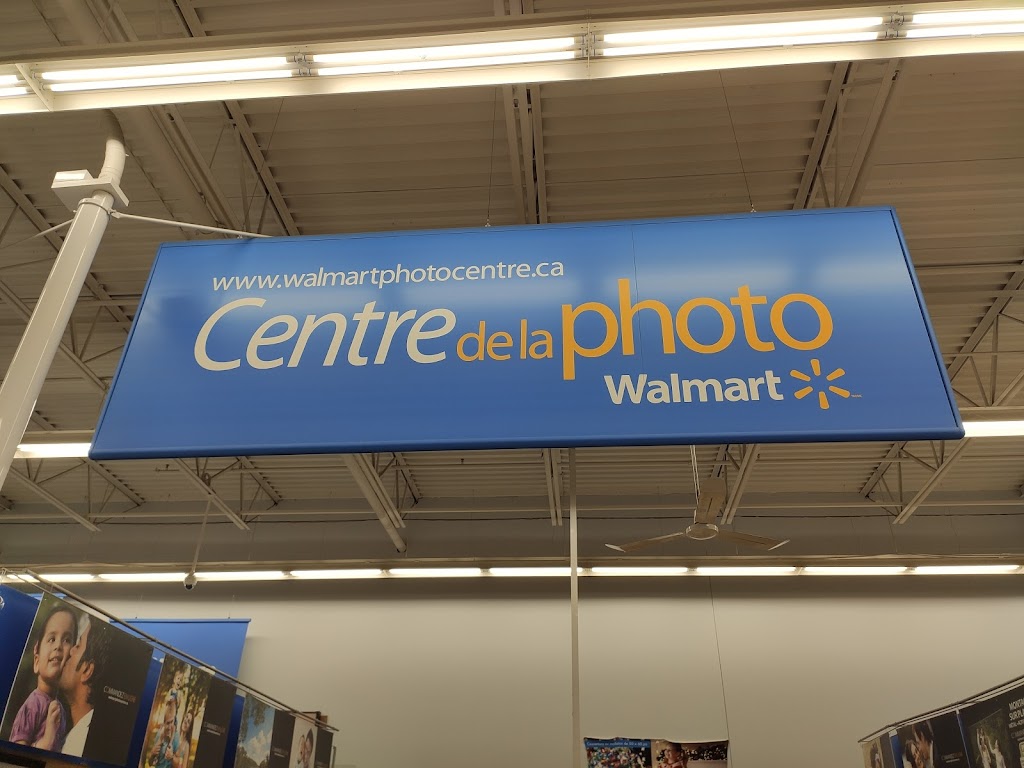 www.walmartphotocentre.ca
Centre de la photo
Walmart